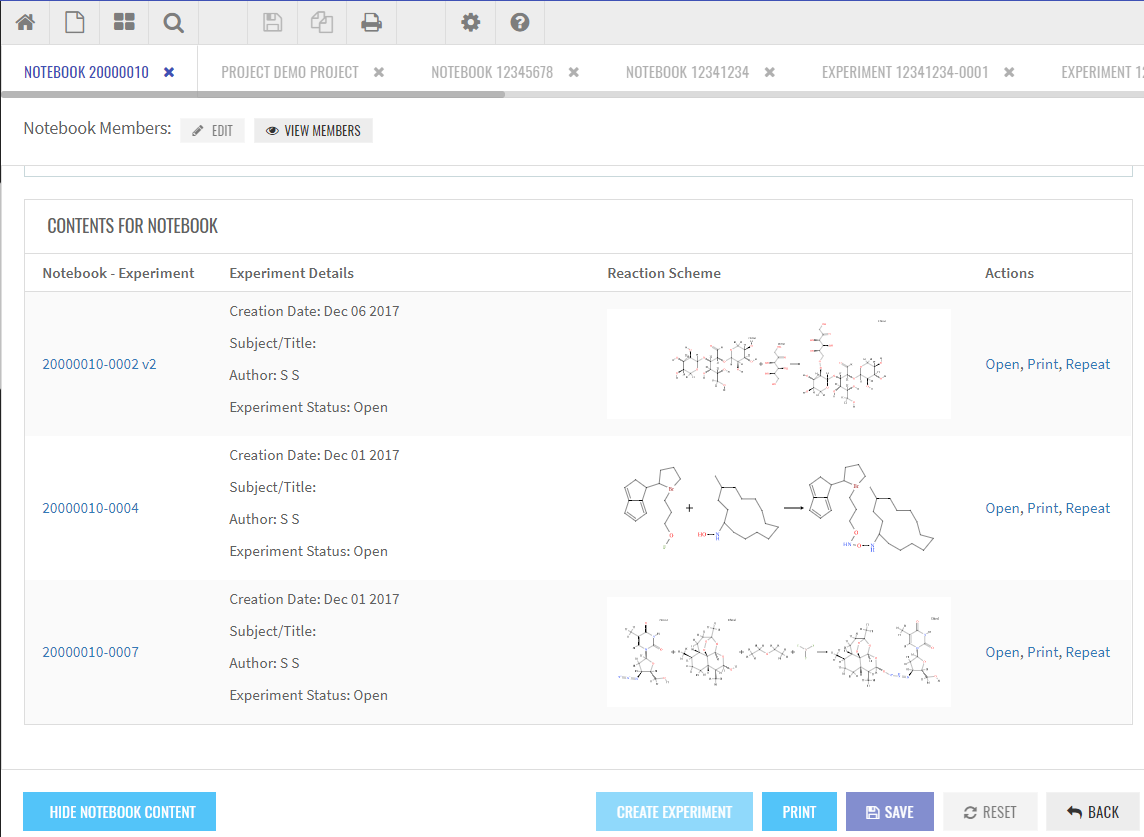 NOTEBOOK 20000010 PROJECT DEMO PROJECT NOTEBOOK 12345678 NOTEBOOK 12341234 EXPERIMENT 12341234-0001 EXPERIMENT
Notebook Members: EDIT VIEW MEMBERS
CONTENTS FOR NOTEBOOK
Notebook - Experiment Experiment Details Reaction Scheme Actions
Creation Date: Dec 06 2017
Subject/Title:
20000010-0002 v2 Open, Print, Repeat
Author: S S
Experiment Status: Open
Creation Date: Dec 01 2017
Subject/Title:
20000010-0004 Open, Print, Repeat
Author: S S
Experiment Status: Open
Creation Date: Dec 01 2017
Subject/Title:
20000010-0007 Open, Print, Repeat
Author: S S
Experiment Status: Open
HIDE NOTEBOOK CONTENT CREATE EXPERIMENT PRINT SAVE RESET BACK